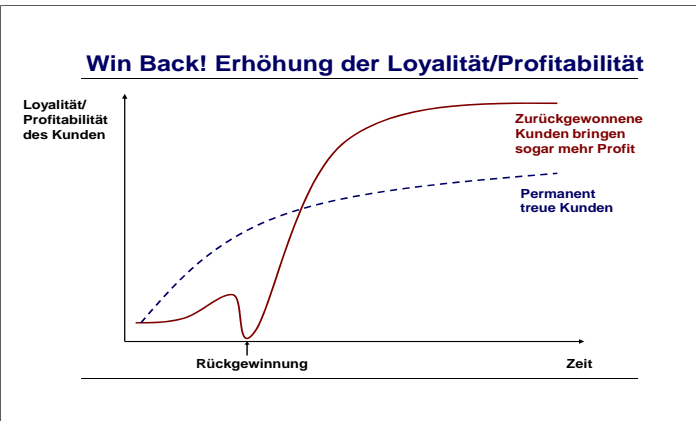 Win Back! Erhöhung der Loyalität/Profitabilität
Loyalität/
Profitabilität
des Kunden
Zurückgewonnene
Kunden bringen
sogar mehr Profit
Permanent
treue Kunden
Rückgewinnung
Zeit